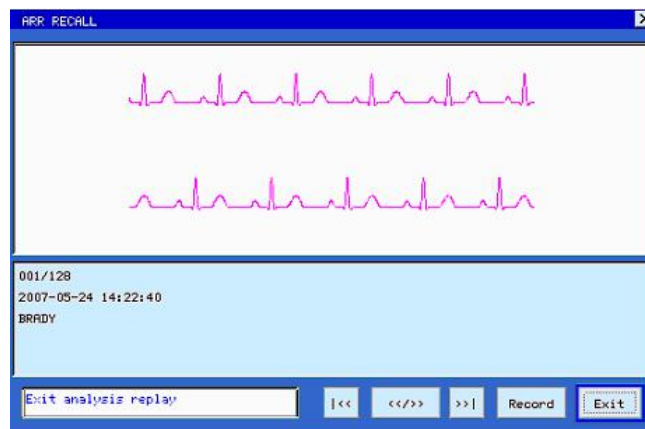 ARR RECALL
001/128
2007-05-24 14:22:40
BRADY
Exit analysis replay
|<<
<</>>
>>|
Record
Exit